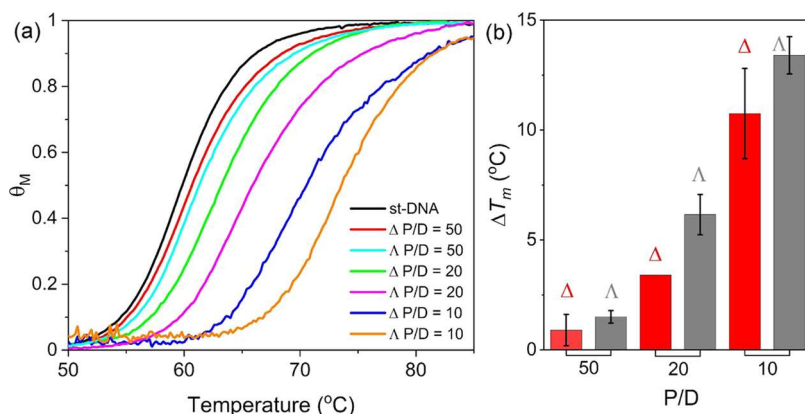 (a)
1
0.8
0.6
0.4
0.2
0
θM
st-DNA
Δ P/D = 50
Λ P/D = 50
Δ P/D = 20
Λ P/D = 20
Δ P/D = 10
Λ P/D = 10
50 60 70 80
Temperature (°C)
(b)
15
10
5
0
ΔTm (°C)
Δ Λ
Δ Λ
Δ Λ
50 20 10
P/D